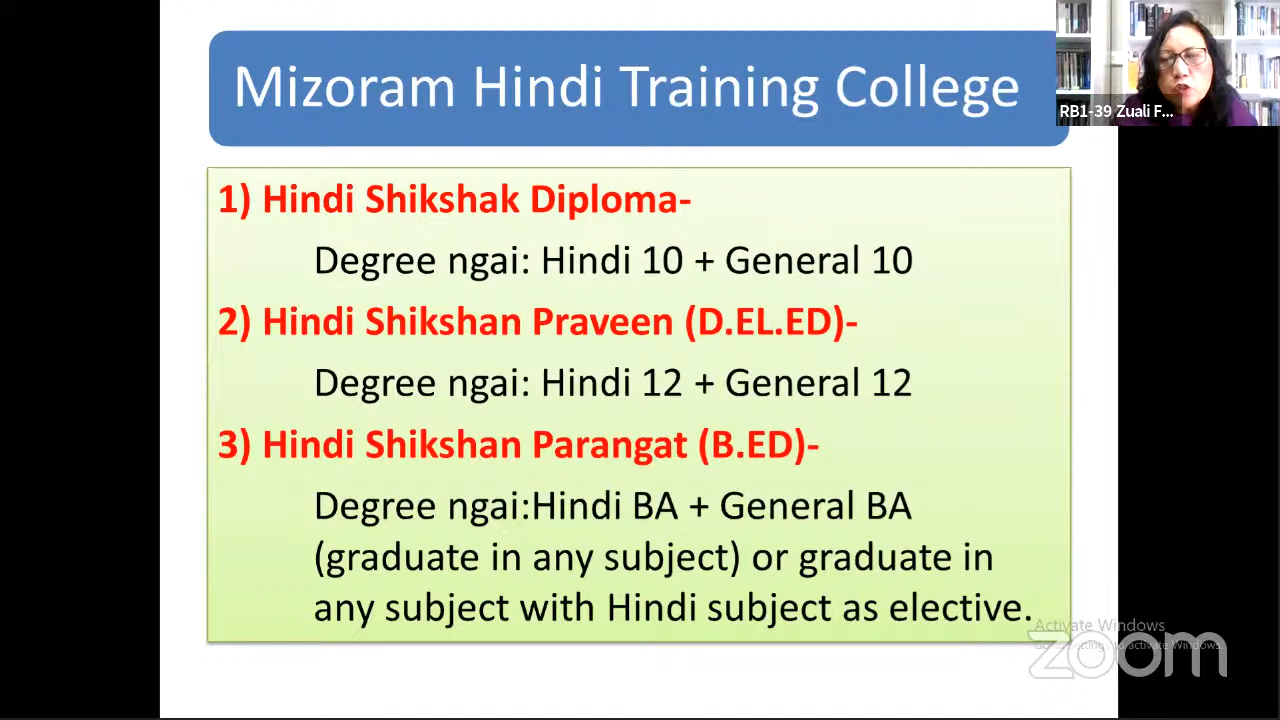 Mizoram Hindi Training College
RB1-39 Zuali F...
1) Hindi Shikshak Diploma-
Degree ngai: Hindi 10 + General 10
2) Hindi Shikshan Praveen (D.EL.ED)-
Degree ngai: Hindi 12 + General 12
3) Hindi Shikshan Parangat (B.ED)-
Degree ngai:Hindi BA + General BA
(graduate in any subject) or graduate in
any subject with Hindi subject as elective.
Activate Windows
to activate Windows.
zoom